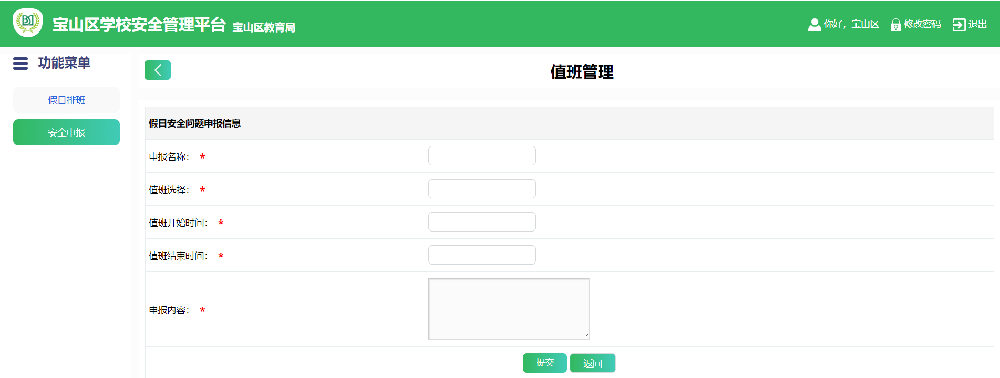 宝山区学校安全管理平台 宝山区教育局
你好，宝山区 修改密码 退出
功能菜单
假日排班
安全申报
值班管理
假日安全问题申报信息
申报名称： *
值班选择： *
值班开始时间： *
值班结束时间： *
申报内容： *
提交 返回